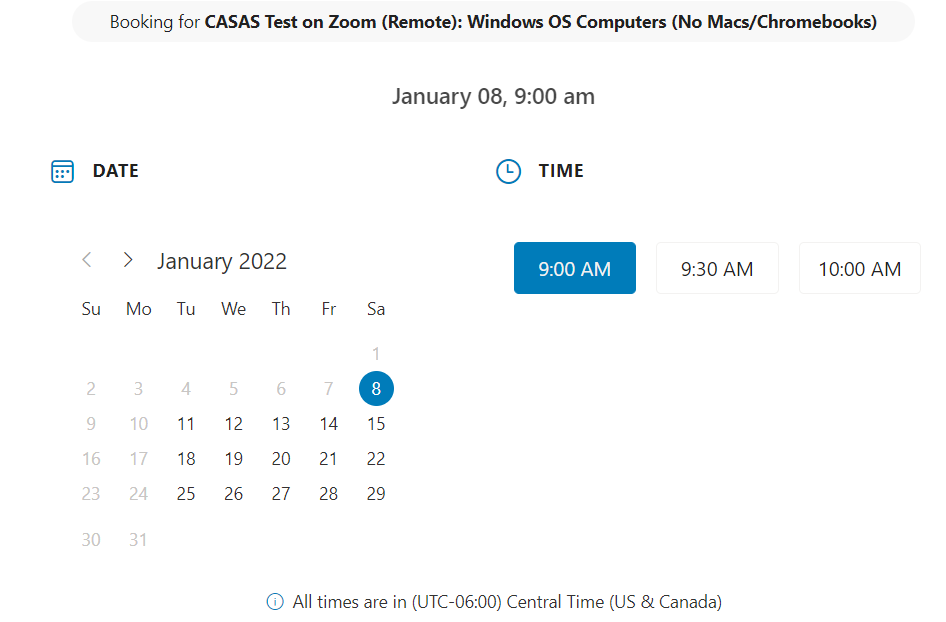 Booking for CASAS Test on Zoom (Remote): Windows OS Computers (No Macs/Chromebooks)
January 08, 9:00 am
DATE
TIME
January 2022
9:00 AM 9:30 AM 10:00 AM
Su Mo Tu We Th Fr Sa
1
2 3 4 5 6 7 8
9 10 11 12 13 14 15
16 17 18 19 20 21 22
23 24 25 26 27 28 29
30 31
All times are in (UTC-06:00) Central Time (US & Canada)